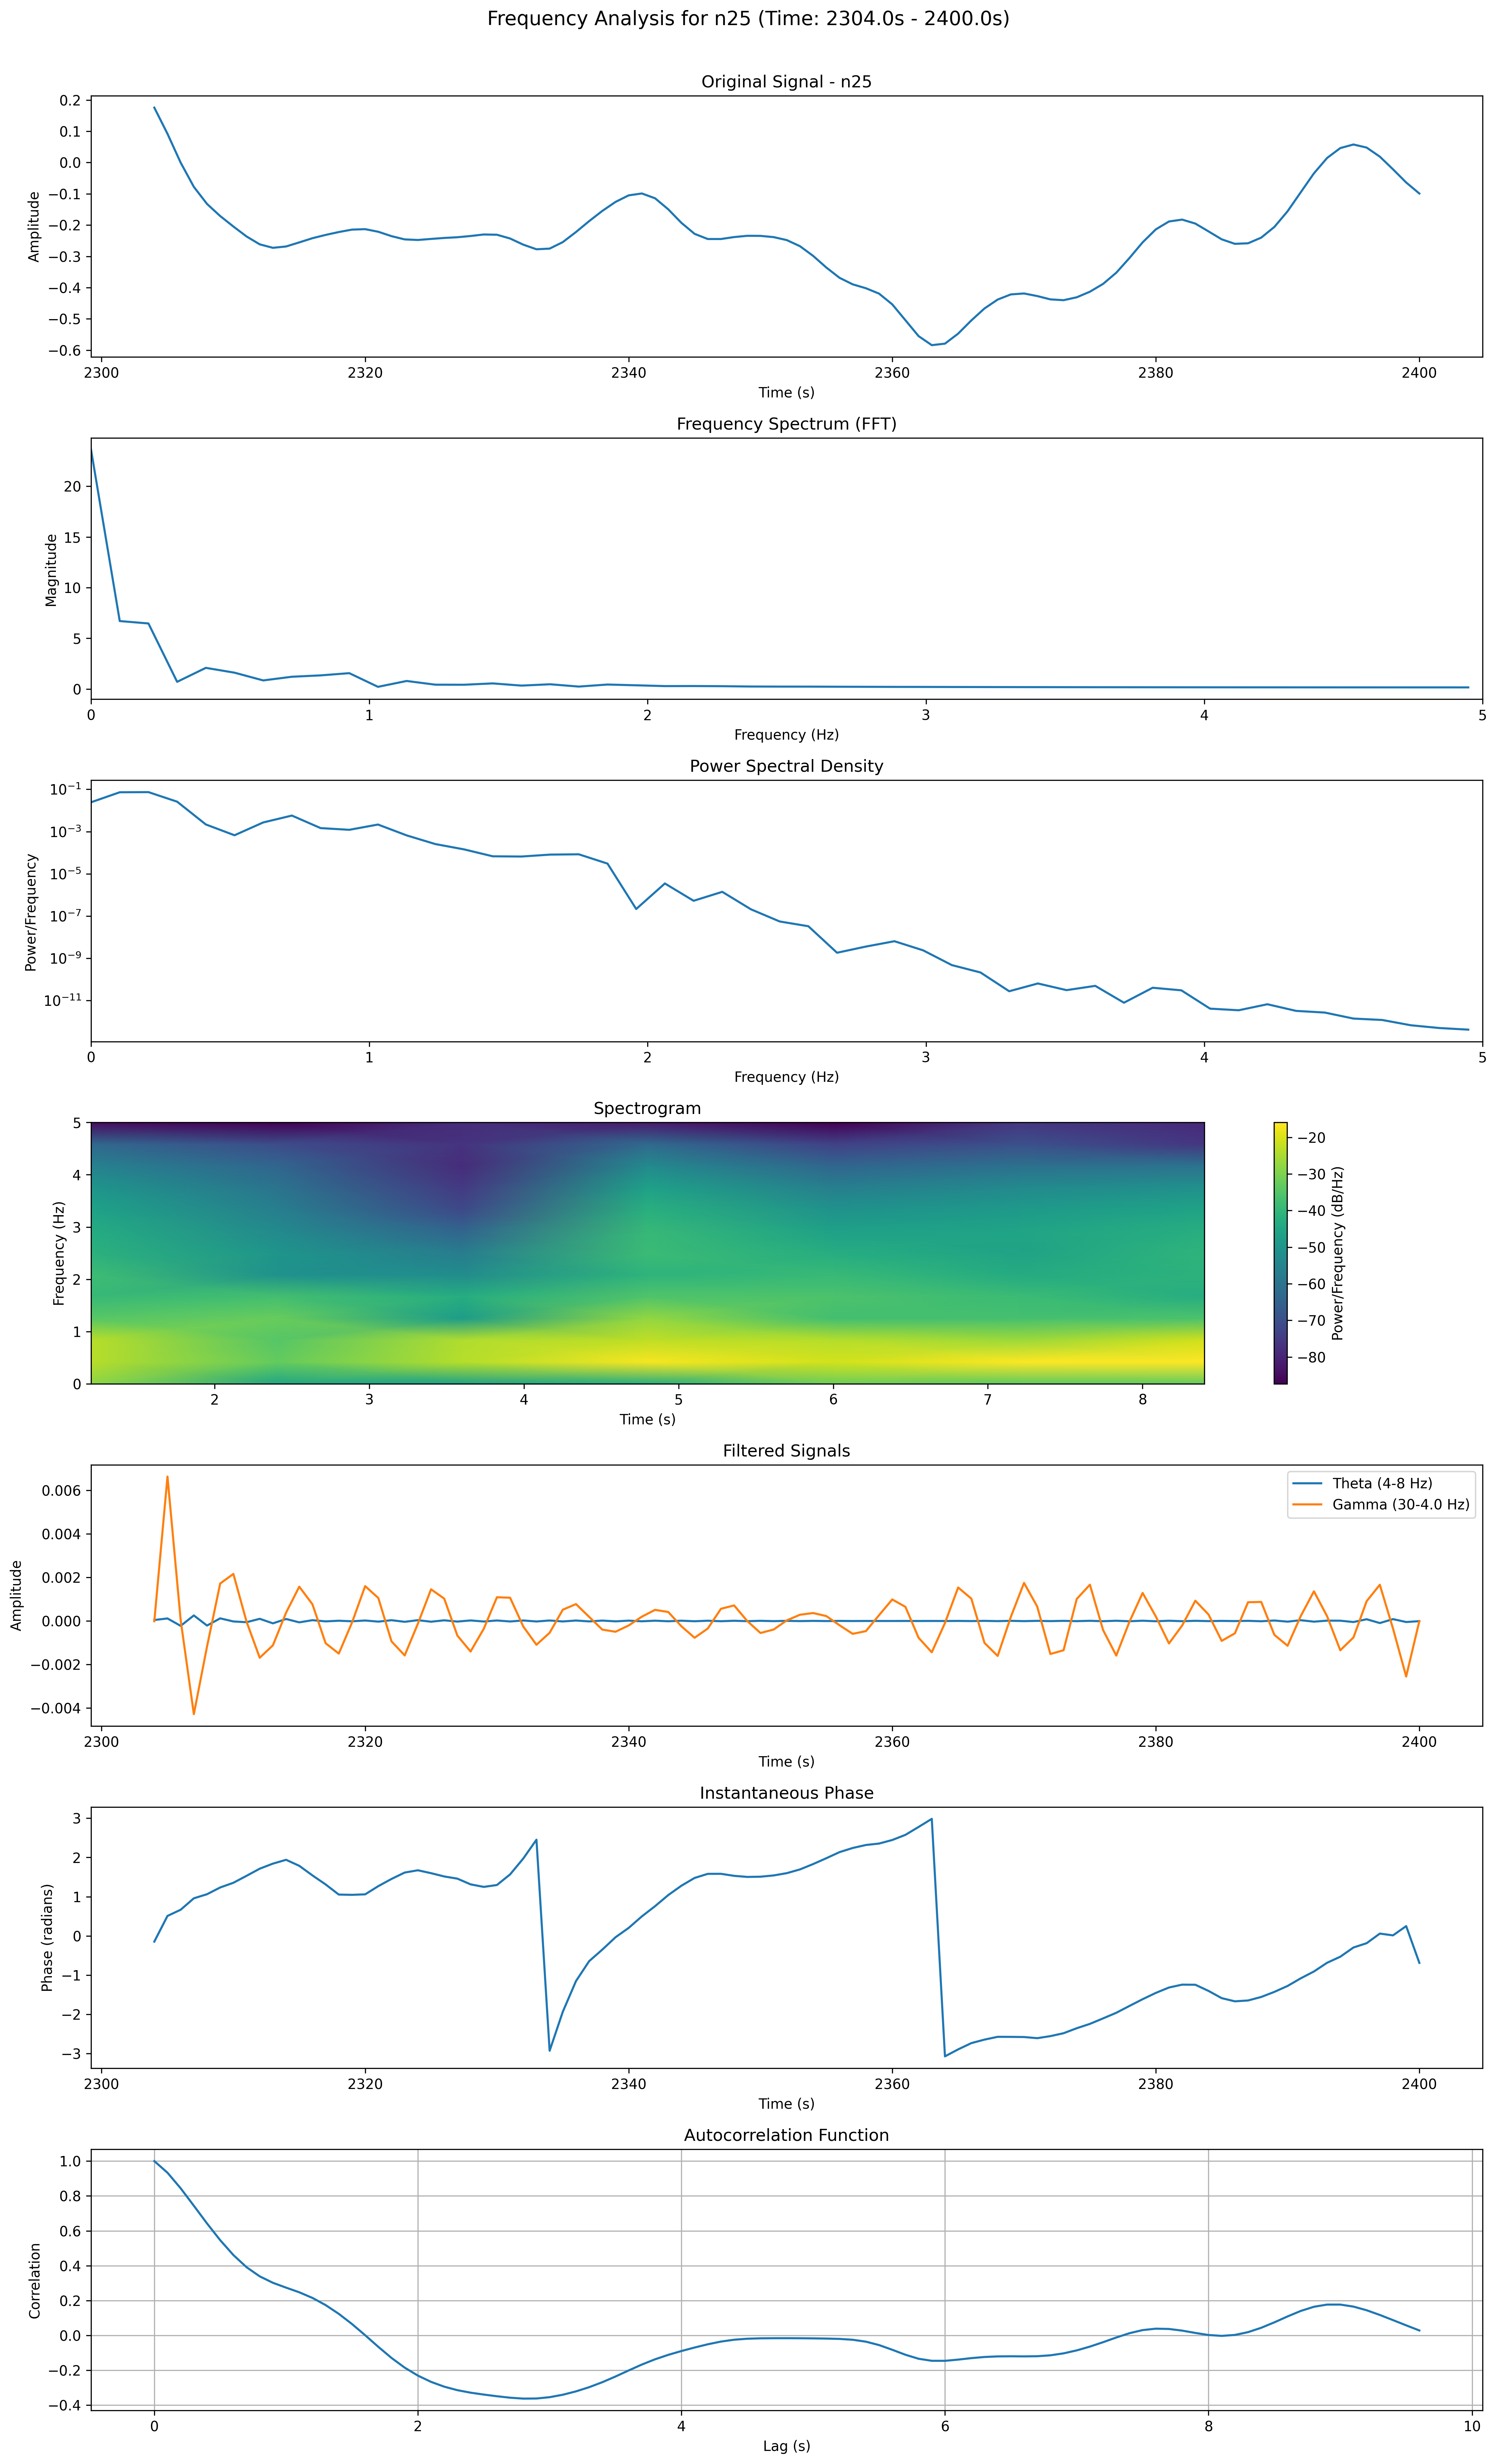 Frequency Analysis for n25 (Time: 2304.0s - 2400.0s)
Original Signal - n25
0.2
0.1
0.0
−0.1
−0.2
−0.3
−0.4
−0.5
−0.6
Amplitude
2300 2320 2340 2360 2380 2400
Time (s)
Frequency Spectrum (FFT)
20
15
10
5
0
Magnitude
0 1 2 3 4 5
Frequency (Hz)
Power Spectral Density
10⁻¹
10⁻³
10⁻⁵
10⁻⁷
10⁻⁹
10⁻¹¹
Power/Frequency
0 1 2 3 4 5
Frequency (Hz)
Spectrogram
5
4
3
2
1
0
Frequency (Hz)
2 3 4 5 6 7 8
Time (s)
−20
−30
−40
−50
−60
−70
−80
Power/Frequency (dB/Hz)
Filtered Signals
Theta (4-8 Hz)
Gamma (30-4.0 Hz)
0.006
0.004
0.002
0.000
−0.002
−0.004
Amplitude
2300 2320 2340 2360 2380 2400
Time (s)
Instantaneous Phase
3
2
1
0
−1
−2
−3
Phase (radians)
2300 2320 2340 2360 2380 2400
Time (s)
Autocorrelation Function
1.0
0.8
0.6
0.4
0.2
0.0
−0.2
−0.4
Correlation
0 2 4 6 8 10
Lag (s)